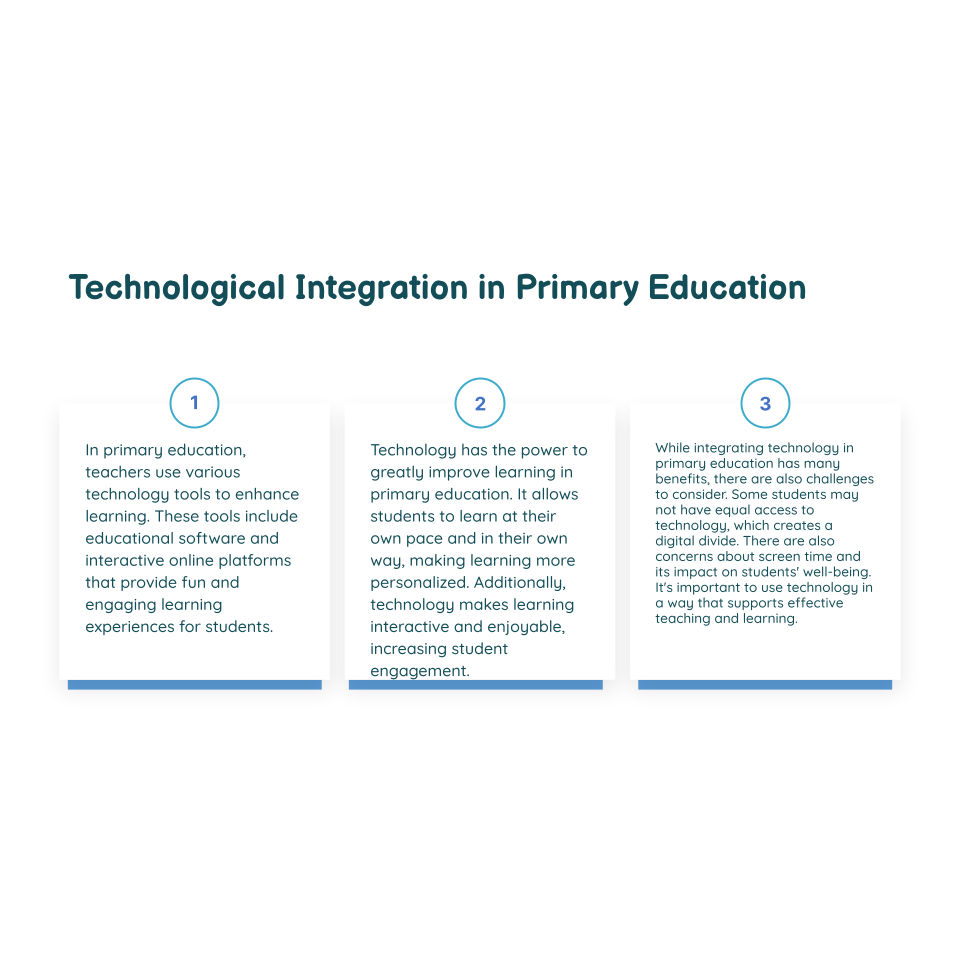 Technological Integration in Primary Education
1
In primary education,
teachers use various
technology tools to enhance
learning. These tools include
educational software and
interactive online platforms
that provide fun and
engaging learning
experiences for students.
2
Technology has the power to
greatly improve learning in
primary education. It allows
students to learn at their
own pace and in their own
way, making learning more
personalized. Additionally,
technology makes learning
interactive and enjoyable,
increasing student
engagement.
3
While integrating technology in
primary education has many
benefits, there are also challenges
to consider. Some students may
not have equal access to
technology, which creates a
digital divide. There are also
concerns about screen time and
its impact on students' well-being.
It's important to use technology in
a way that supports effective
teaching and learning.